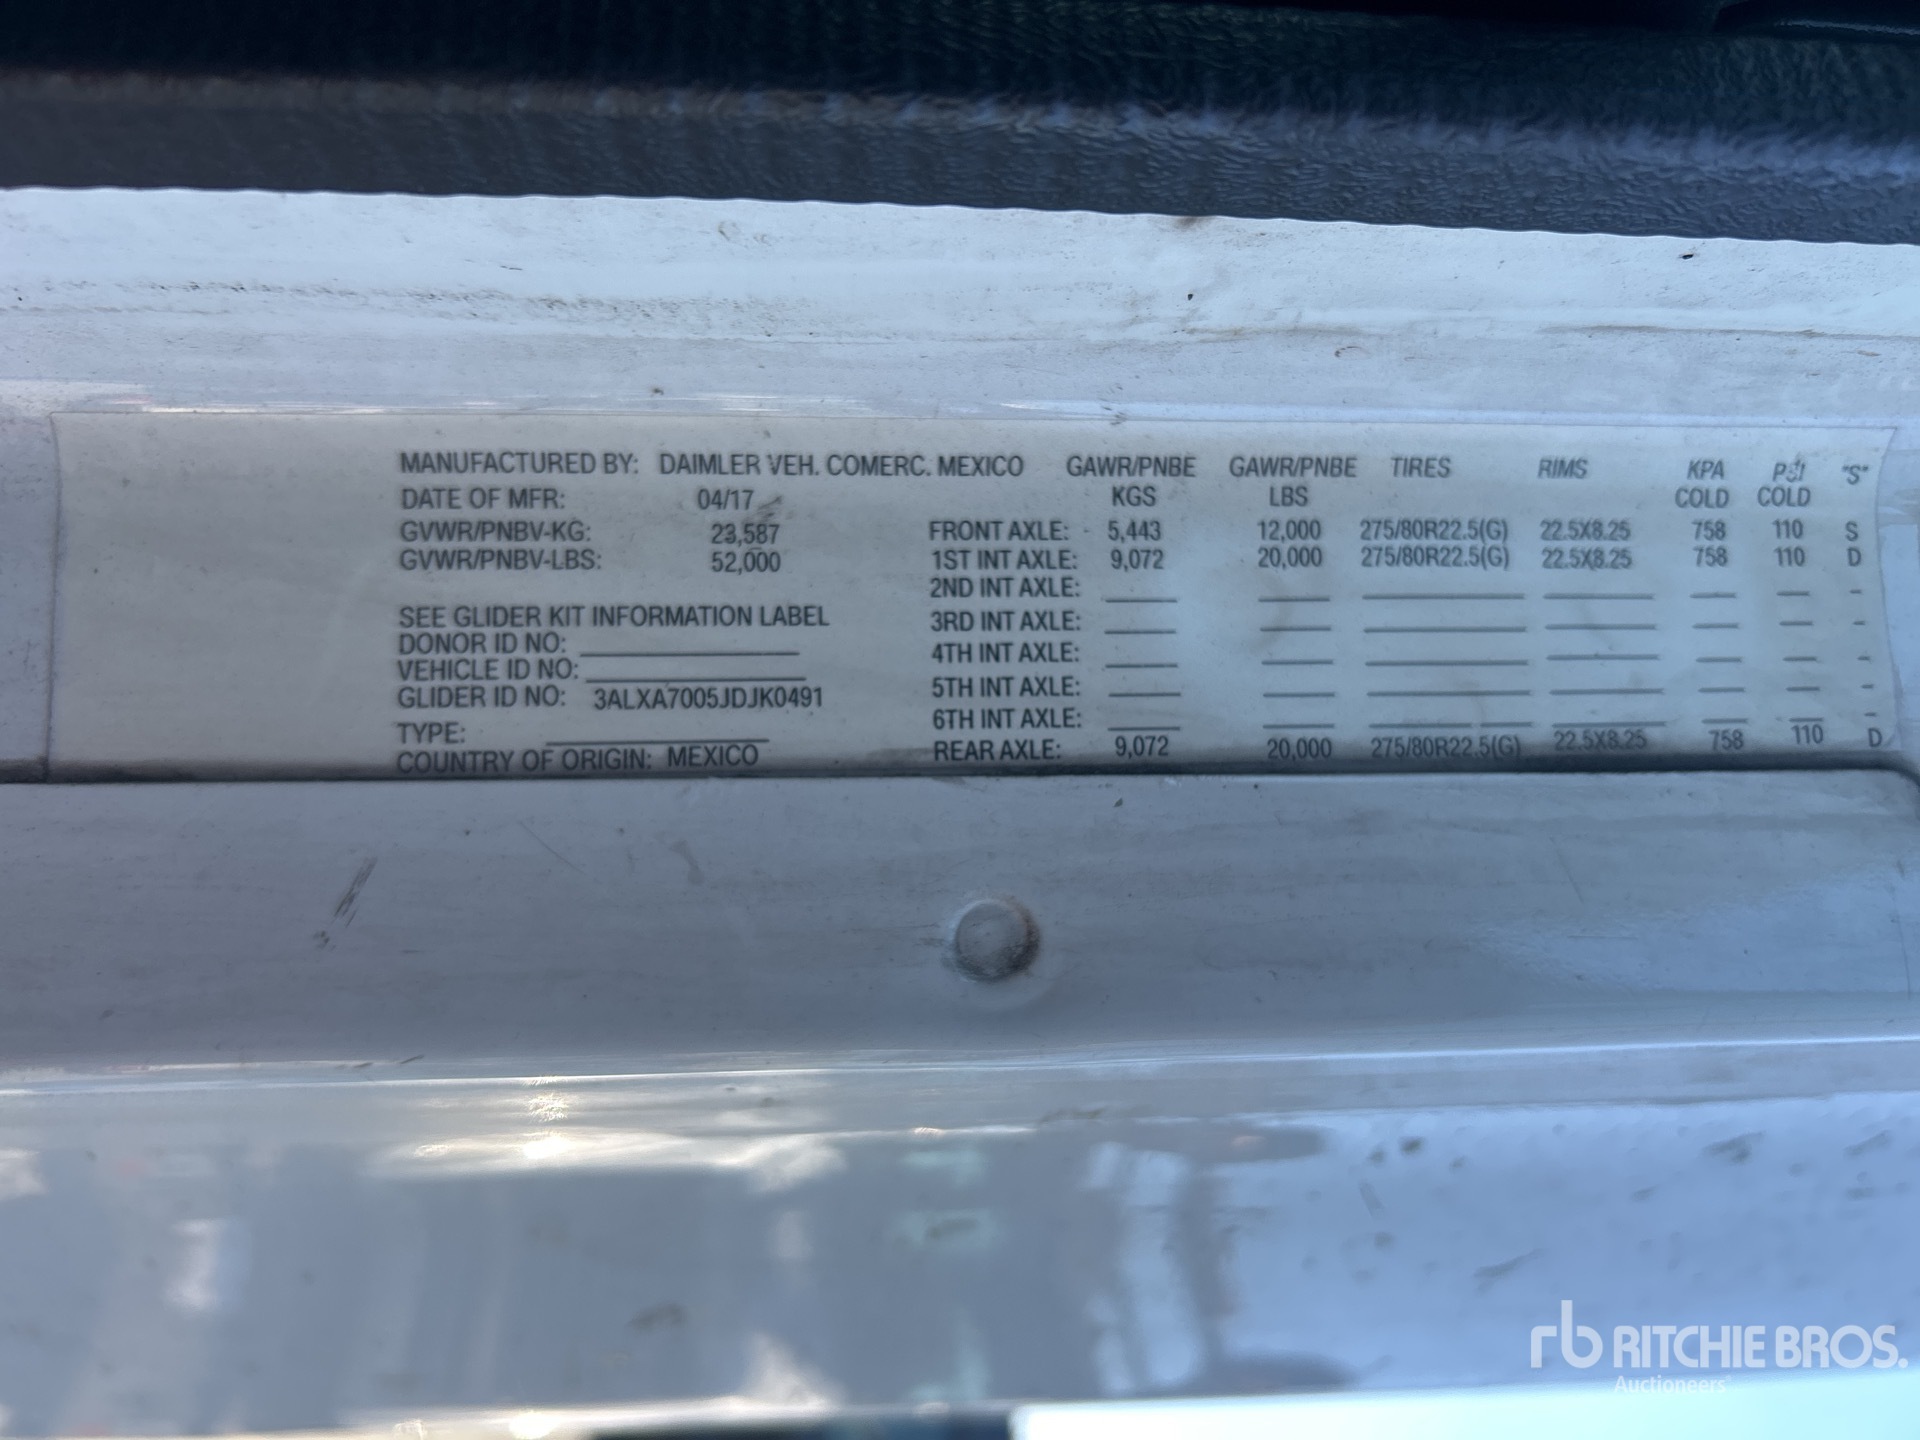 MANUFACTURED BY: DAIMLER VEH. COMERC. MEXICO GAWR/PNBE GAWR/PNBE TIRES RIMS KPA PSI "S"
DATE OF MFR: 04/17 KGS LBS COLD COLD
GVWR/PNBV-KG: 23,587 FRONT AXLE: 5,443 12,000 275/80R22.5(G) 22.5X8.25 758 110 S
GVWR/PNBV-LBS: 52,000 1ST INT AXLE: 9,072 20,000 275/80R22.5(G) 22.5X8.25 758 110 D
2ND INT AXLE:
SEE GLIDER KIT INFORMATION LABEL 3RD INT AXLE:
DONOR ID NO: 4TH INT AXLE:
VEHICLE ID NO:
GLIDER ID NO: 3ALXA7005JDJK0491 5TH INT AXLE:
TYPE: 6TH INT AXLE:
COUNTRY OF ORIGIN: MEXICO REAR AXLE: 9,072 20,000 275/80R22.5(G) 22.5X8.25 758 110 D
rb RITCHIE BROS.
Auctioneers